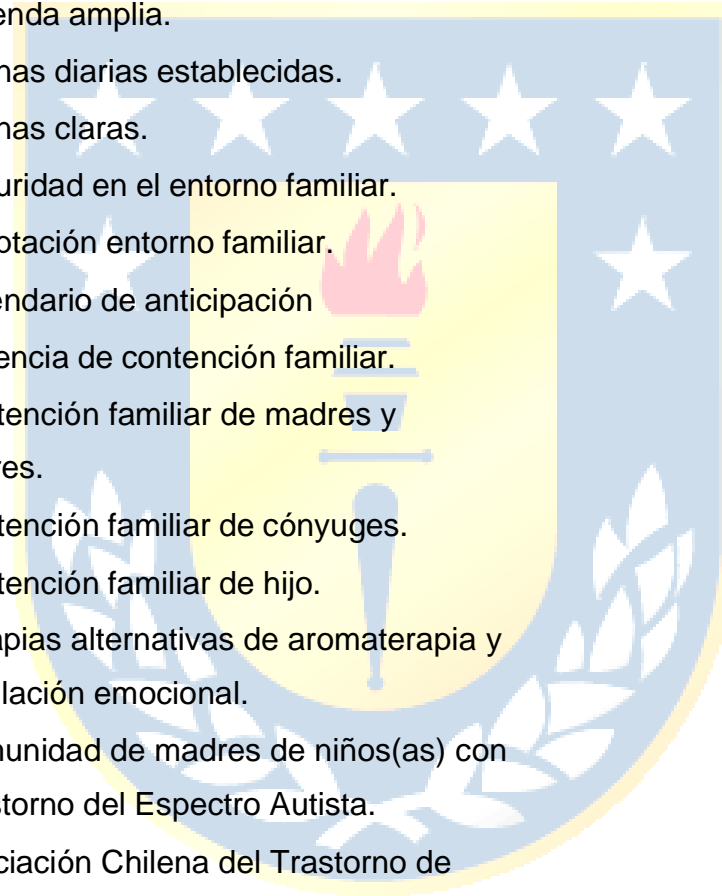 enda amplia.
nas diarias establecidas.
nas claras.
uridad en el entorno familiar.
otación entorno familiar.
endario de anticipación
encia de contención familiar.
tención familiar de madres y
res.
tención familiar de cónyuges.
tención familiar de hijo.
apias alternativas de aromaterapia y
lación emocional.
munidad de madres de niños(as) con
storno del Espectro Autista.
ciación Chilena del Trastorno de